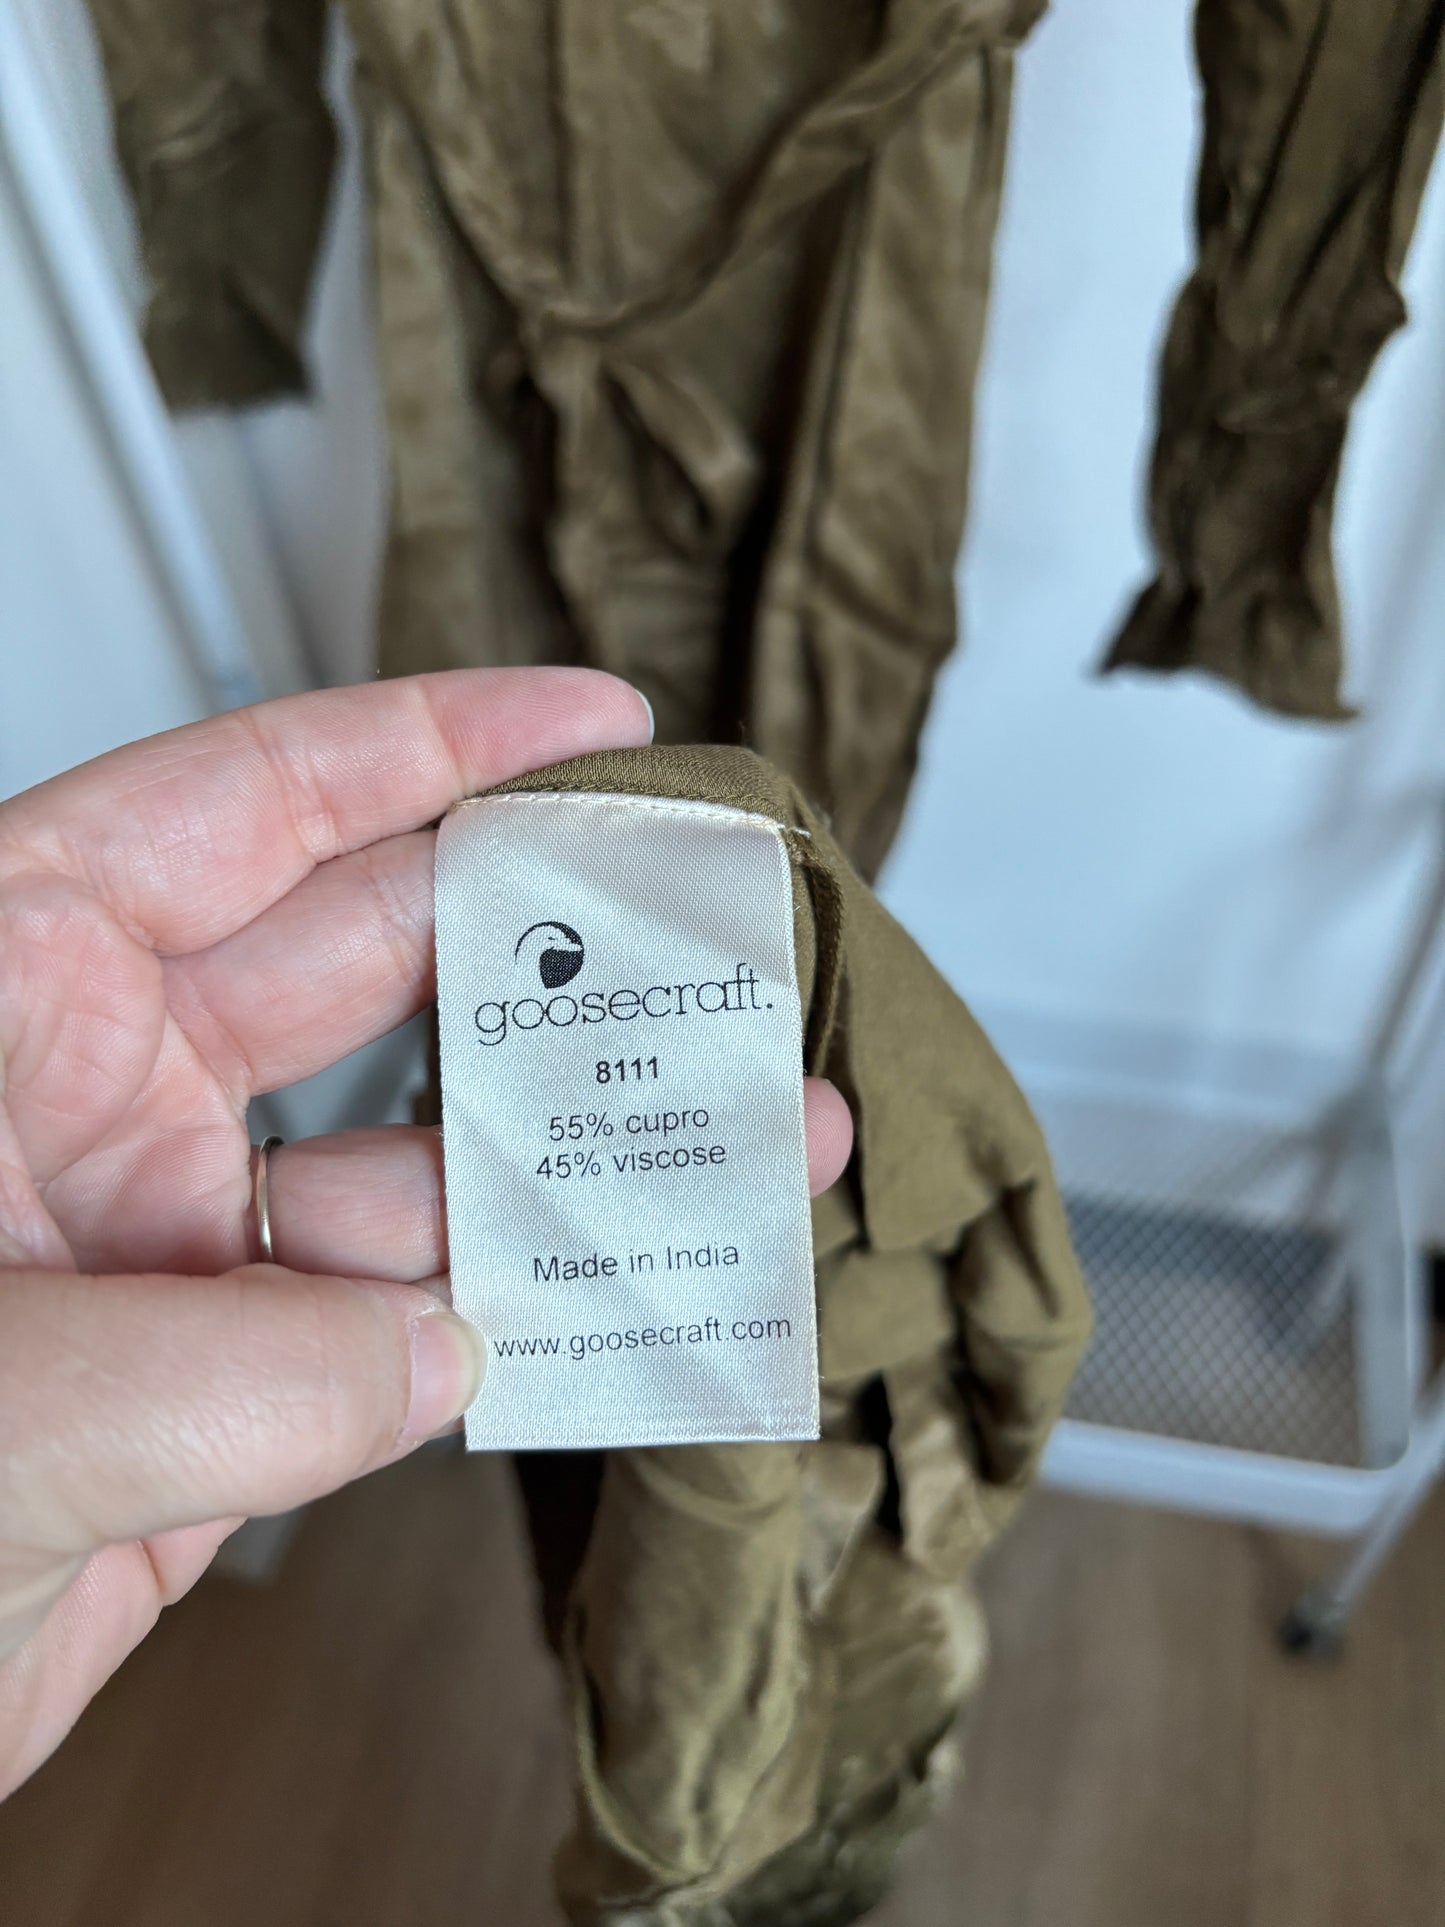 goosecraft.
8111
55% cupro
45% viscose
Made in India
www.goosecraft.com